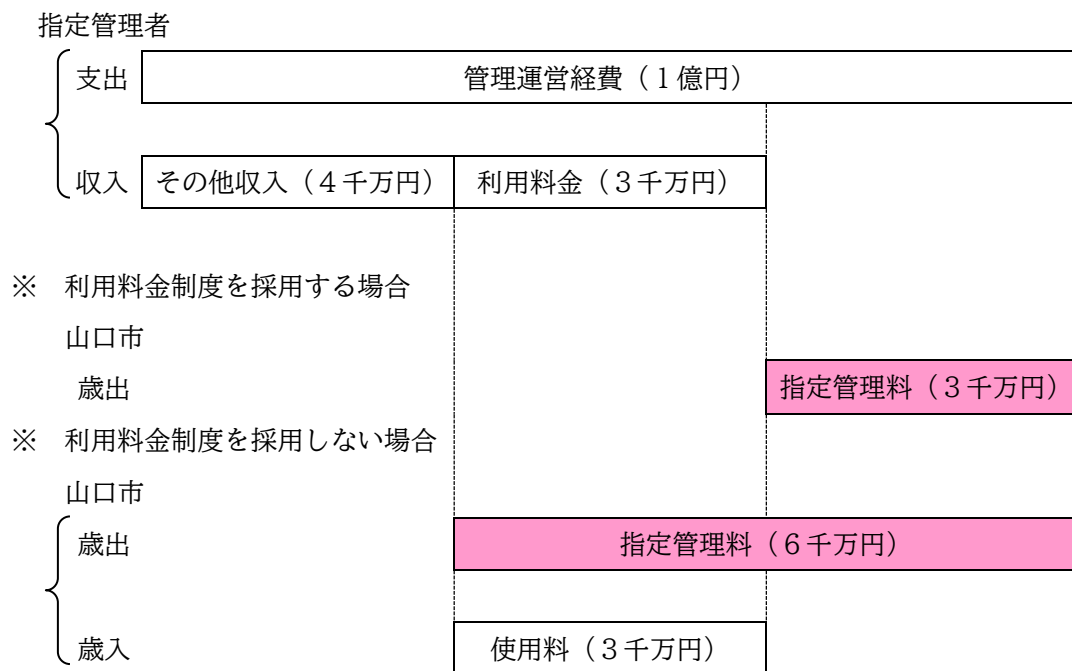 指定管理者
支出 管理運営経費（１億円）
収入 その他収入（４千万円） 利用料金（３千万円）
※ 利用料金制度を採用する場合
山口市
歳出 指定管理料（３千万円）
※ 利用料金制度を採用しない場合
山口市
歳出 指定管理料（６千万円）
歳入 使用料（３千万円）